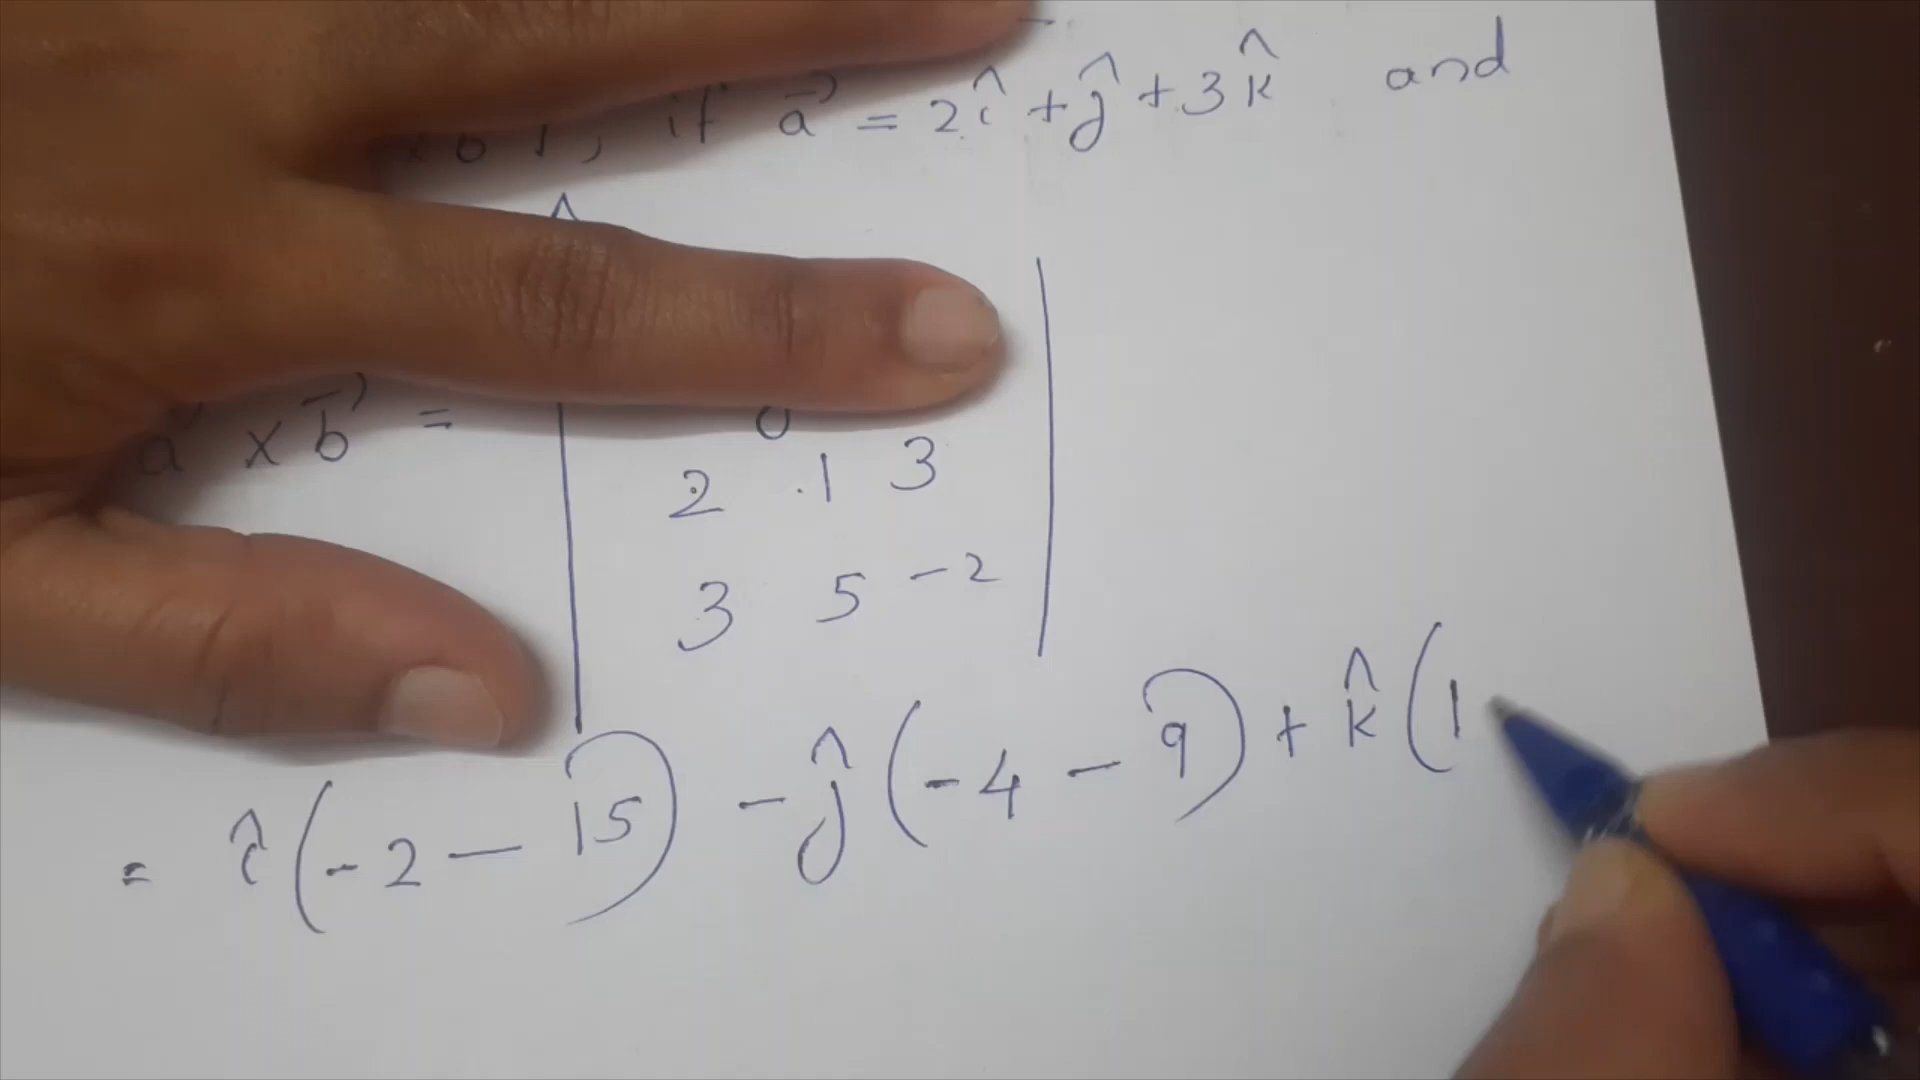 if a⃗ = 2î + ĵ + 3k̂ and
a⃗ × b⃗ =
2 1 3
3 5 -2
= î(-2 - 15) - ĵ(-4 - 9) + k̂(1